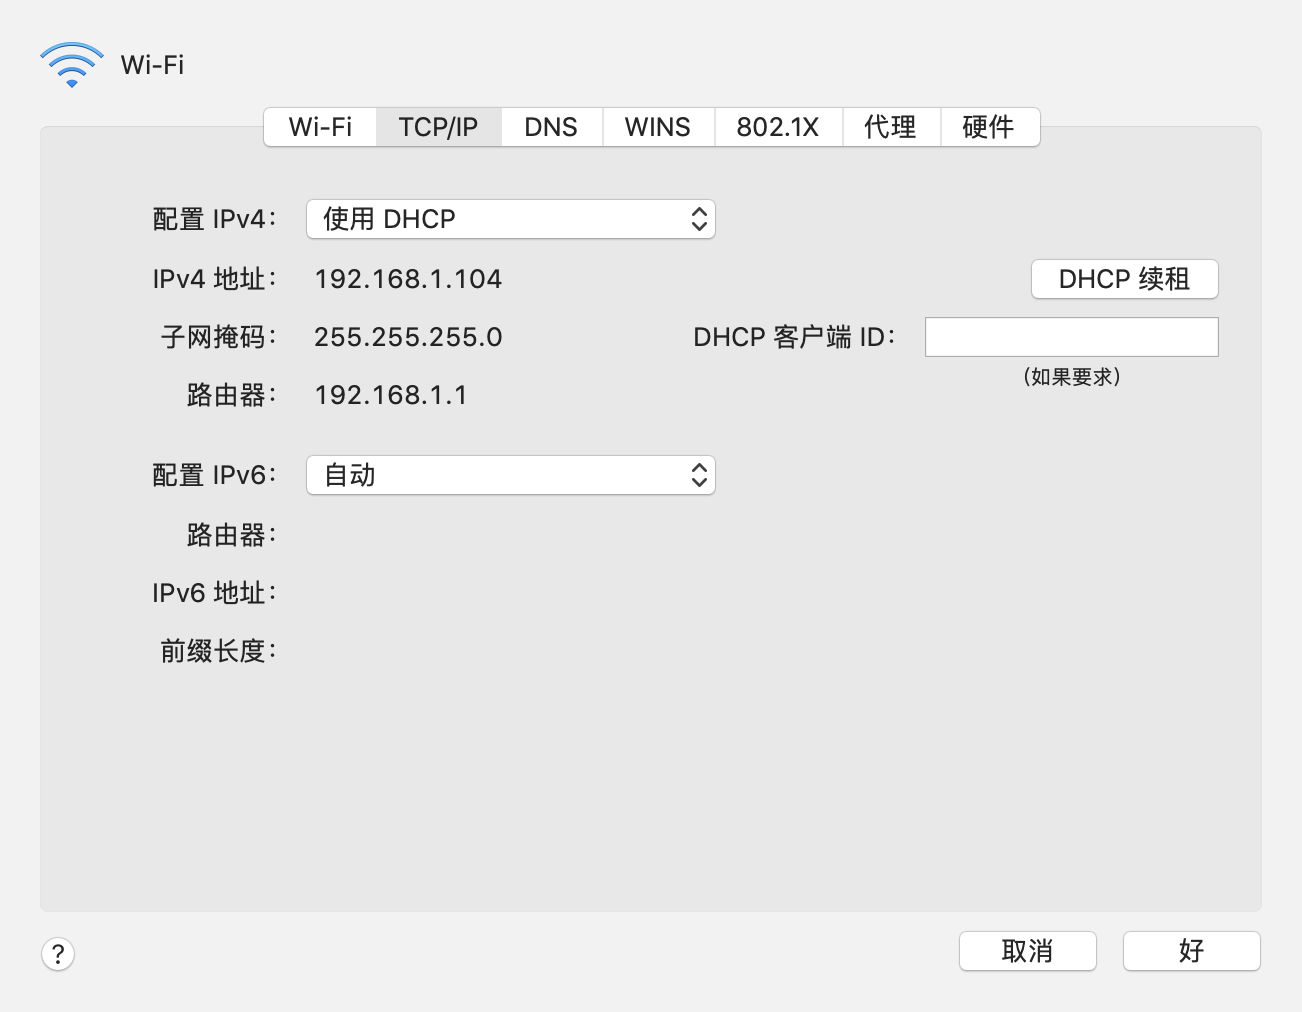 Wi-Fi
Wi-Fi TCP/IP DNS WINS 802.1X 代理 硬件
配置 IPv4： 使用 DHCP
IPv4 地址： 192.168.1.104 DHCP 续租
子网掩码： 255.255.255.0 DHCP 客户端 ID：
(如果要求)
路由器： 192.168.1.1
配置 IPv6： 自动
路由器：
IPv6 地址：
前缀长度：
? 取消 好